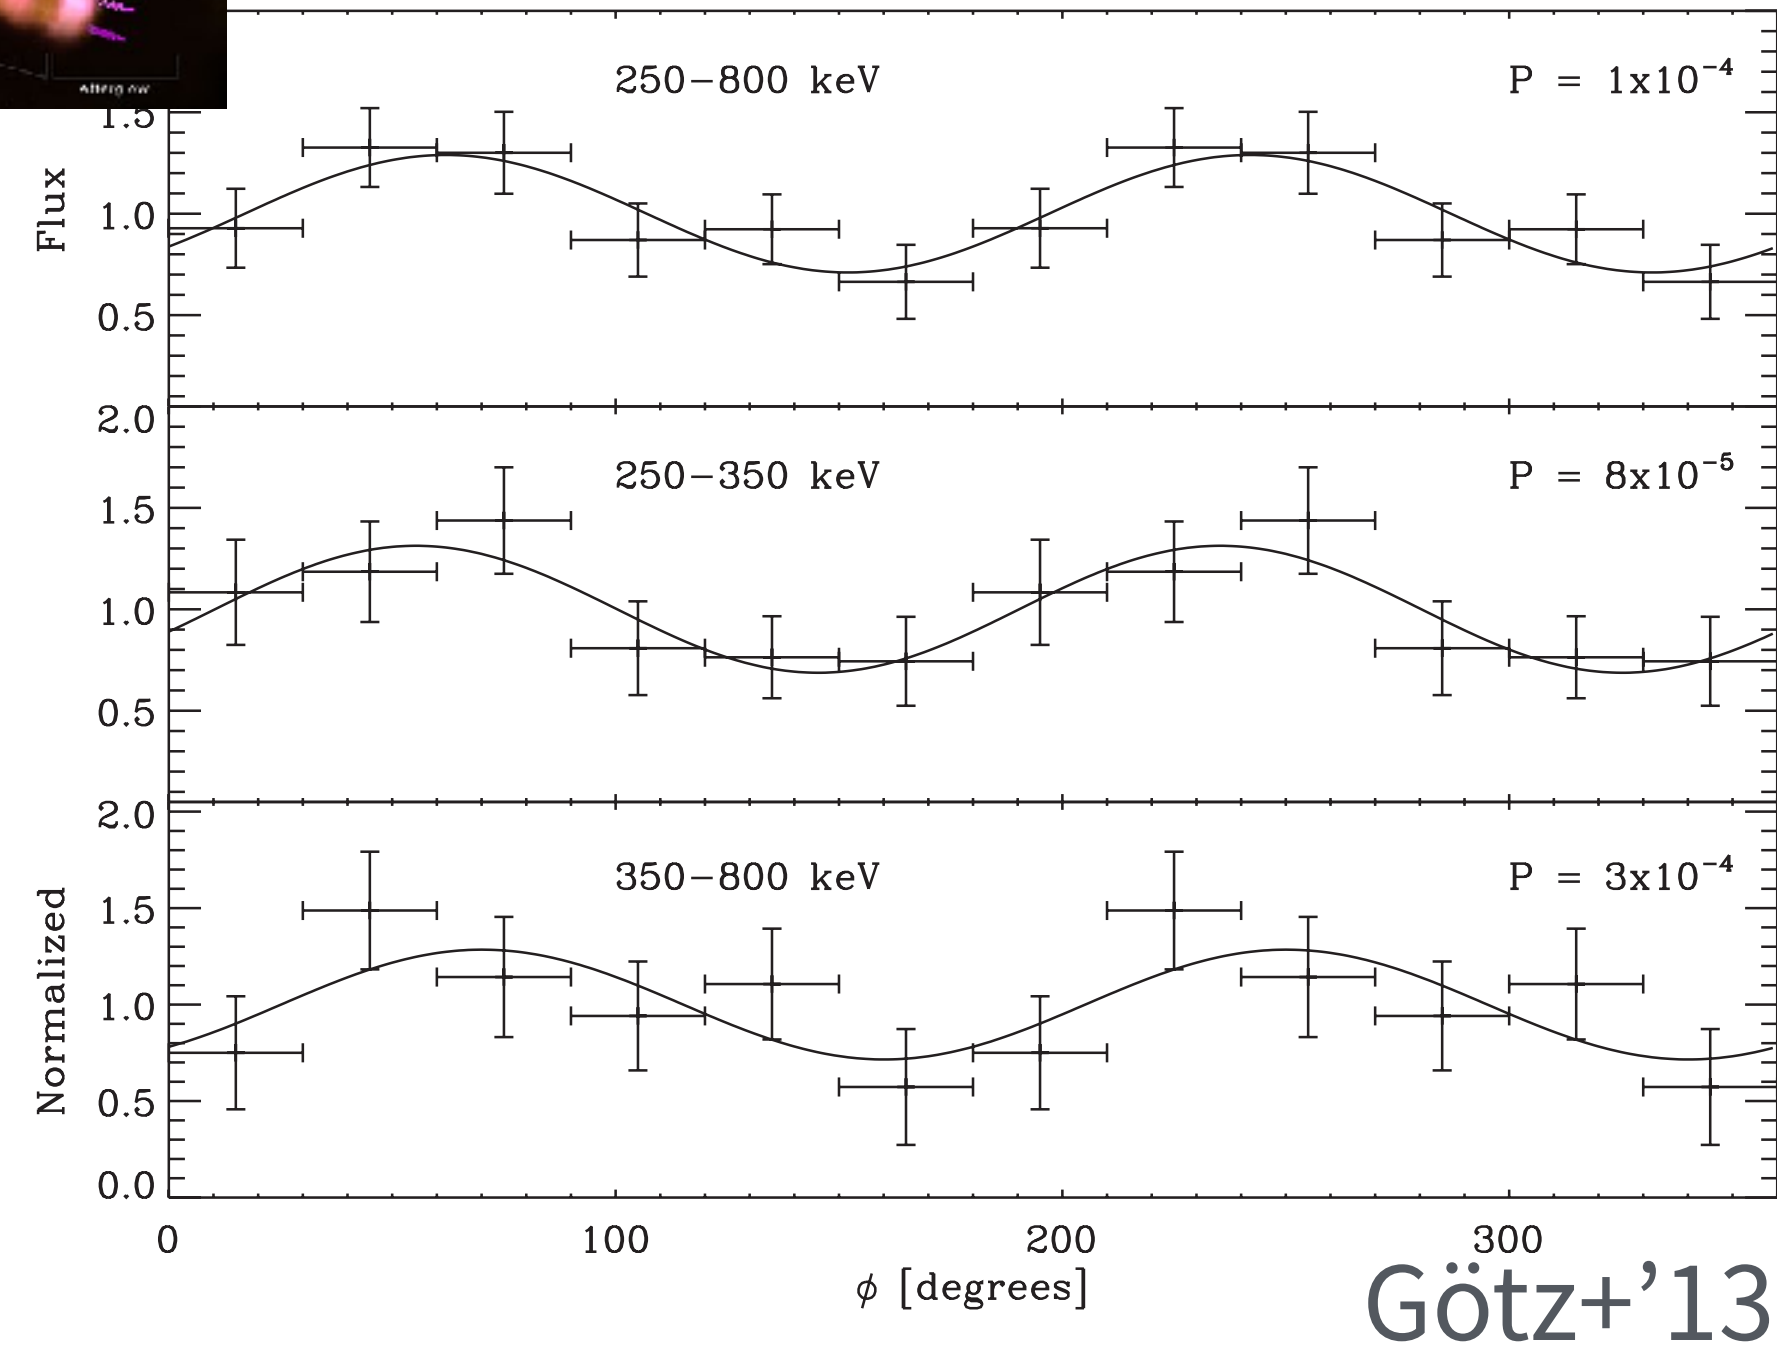 250−800 keV
P = 1x10⁻⁴
1.5
1.0
0.5
Flux
2.0
250−350 keV
P = 8x10⁻⁵
1.5
1.0
0.5
2.0
350−800 keV
P = 3x10⁻⁴
1.5
1.0
0.5
0.0
Normalized
0 100 200 300
ϕ [degrees]
Götz+’13